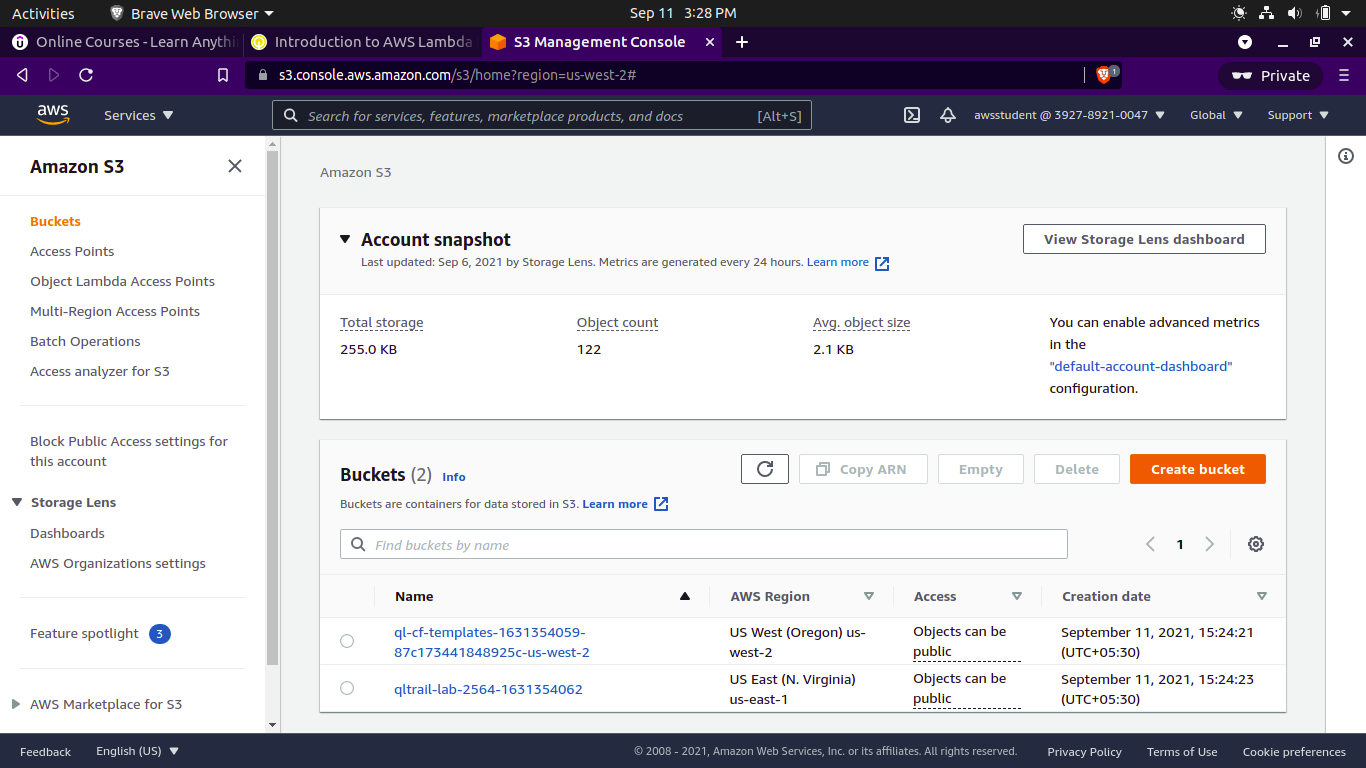 Activities
Brave Web Browser
Sep 11 3:28 PM
Online Courses - Learn Anythi
Introduction to AWS Lambda
S3 Management Console
s3.console.aws.amazon.com/s3/home?region=us-west-2#
1
Private
aws
Services
Search for services, features, marketplace products, and docs
[Alt+S]
awsstudent @ 3927-8921-0047
Global
Support
Amazon S3
Buckets
Access Points
Object Lambda Access Points
Multi-Region Access Points
Batch Operations
Access analyzer for S3
Block Public Access settings for
this account
Storage Lens
Dashboards
AWS Organizations settings
Feature spotlight 3
AWS Marketplace for S3
Amazon S3
Account snapshot
Last updated: Sep 6, 2021 by Storage Lens. Metrics are generated every 24 hours. Learn more
View Storage Lens dashboard
Total storage
255.0 KB
Object count
122
Avg. object size
2.1 KB
You can enable advanced metrics
in the
"default-account-dashboard"
configuration.
Buckets (2) Info
Copy ARN
Empty
Delete
Create bucket
Buckets are containers for data stored in S3. Learn more
Find buckets by name
1
Name
AWS Region
Access
Creation date
ql-cf-templates-1631354059-
87c173441848925c-us-west-2
US West (Oregon) us-
west-2
Objects can be
public
September 11, 2021, 15:24:21
(UTC+05:30)
qltrail-lab-2564-1631354062
US East (N. Virginia)
us-east-1
Objects can be
public
September 11, 2021, 15:24:23
(UTC+05:30)
Feedback
English (US)
© 2008 - 2021, Amazon Web Services, Inc. or its affiliates. All rights reserved.
Privacy Policy
Terms of Use
Cookie preferences